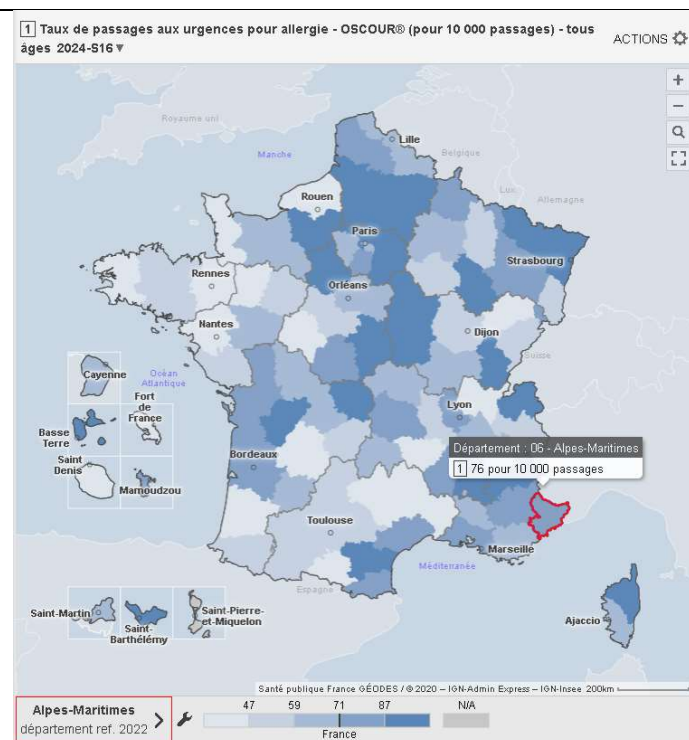 1 Taux de passages aux urgences pour allergie - OSCOUR® (pour 10 000 passages) - tous
âges 2024-S16 ▼
ACTIONS
+
−
Royaume uni
Lille
Manche
Belgique
Rouen
Lux
Allemagne
Paris
Strasbourg
Rennes
Orléans
Nantes
Dijon
Suisse
Cayenne
Océan
Atlantique
Fort
de
France
Lyon
Basse
Terre
Département : 06 - Alpes-Maritimes
1 76 pour 10 000 passages
Saint
Denis
Bordeaux
Mamoudzou
Toulouse
Marseille
Méditerranée
Espagne
Saint-Martin
Saint-
Barthélémy
Saint-Pierre-
et-Miquelon
Ajaccio
Santé publique France GÉODES / © 2020 – IGN-Admin Express – IGN-Insee 200km
Alpes-Maritimes
département ref. 2022
47 59 71 87 N/A
France